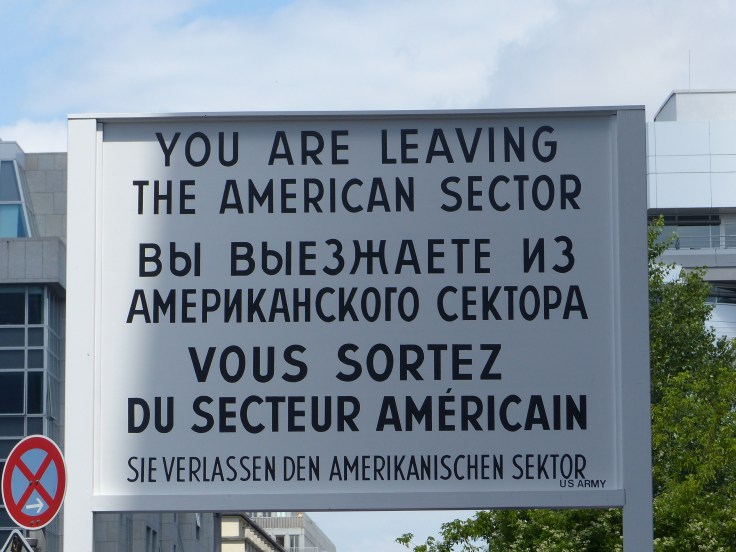 YOU ARE LEAVING
THE AMERICAN SECTOR
ВЫ ВЫЕЗЖАЕТЕ ИЗ
АМЕРИКАНСКОГО СЕКТОРА
VOUS SORTEZ
DU SECTEUR AMÉRICAIN
SIE VERLASSEN DEN AMERIKANISCHEN SEKTOR
US ARMY